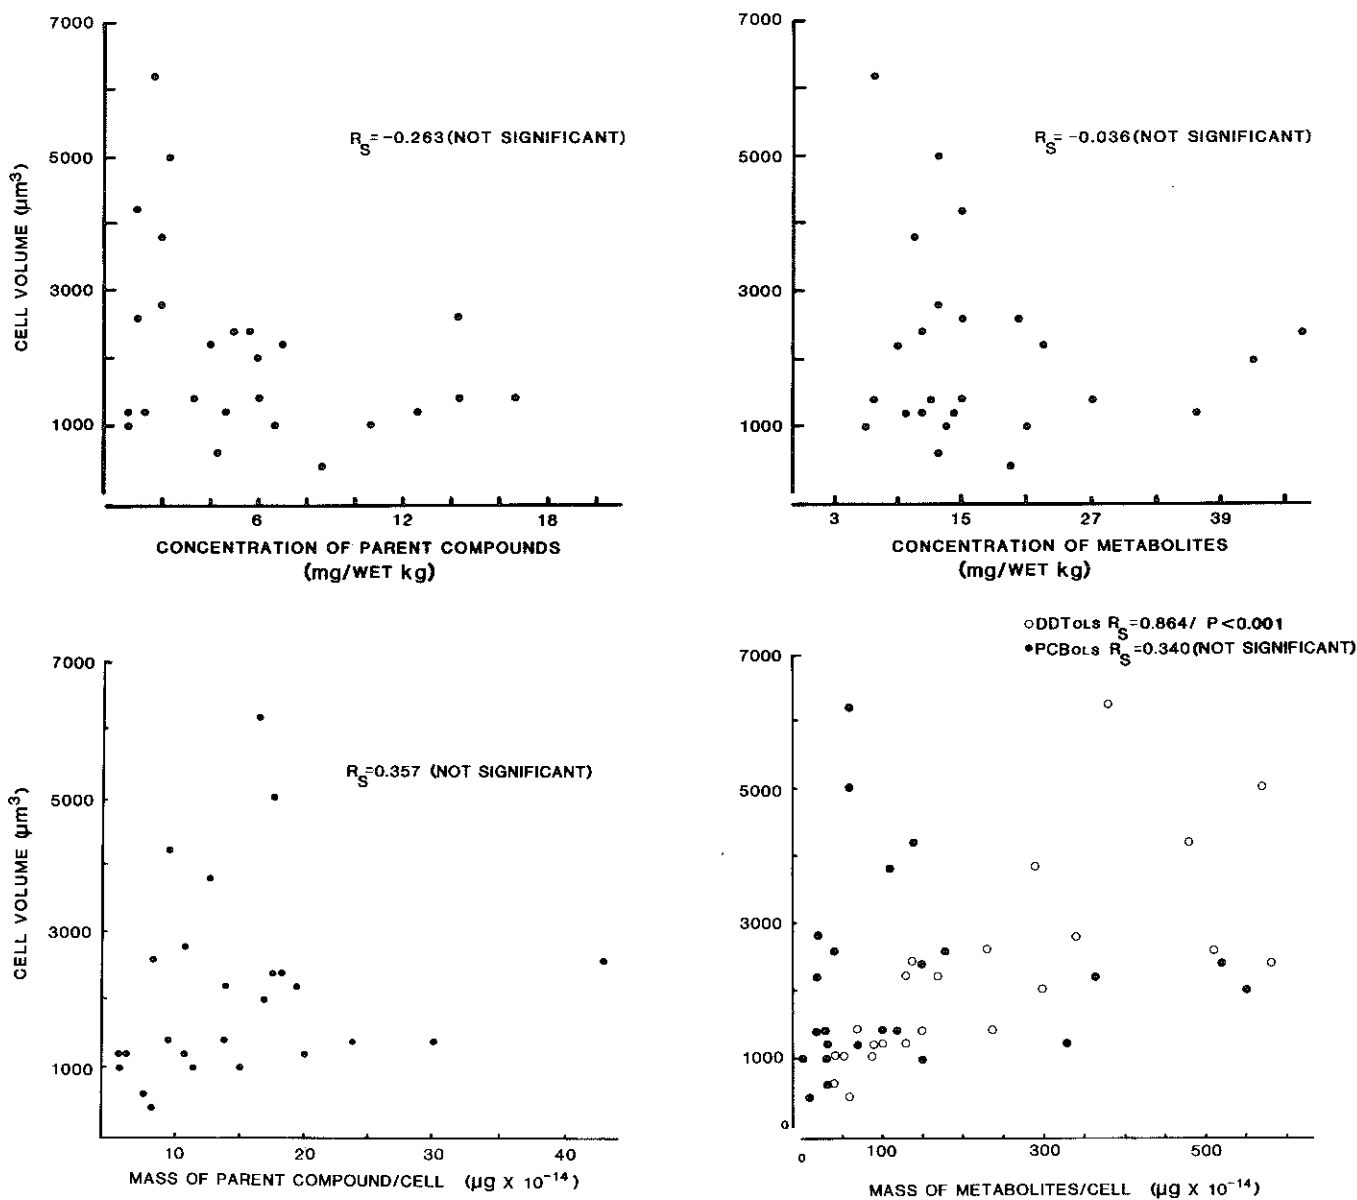 7000
5000
3000
1000
CELL VOLUME (µm³)
R_S=-0.263(NOT SIGNIFICANT)
6 12 18
CONCENTRATION OF PARENT COMPOUNDS
(mg/WET kg)
7000
5000
3000
1000
R_S=-0.036(NOT SIGNIFICANT)
3 15 27 39
CONCENTRATION OF METABOLITES
(mg/WET kg)
7000
5000
3000
1000
CELL VOLUME (µm³)
R_S=0.357 (NOT SIGNIFICANT)
10 20 30 40
MASS OF PARENT COMPOUND/CELL (µg X 10⁻¹⁴)
○DDTOLS R_S=0.864/ P<0.001
●PCBOLS R_S=0.340(NOT SIGNIFICANT)
7000
5000
3000
1000
0
0 100 300 500
MASS OF METABOLITES/CELL (µg X 10⁻¹⁴)